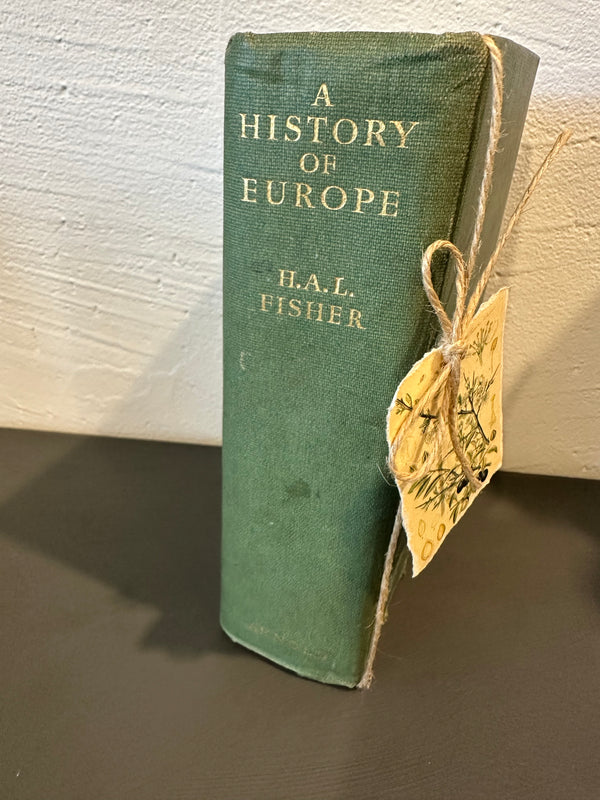 A
HISTORY
OF
EUROPE
H.A.L.
FISHER